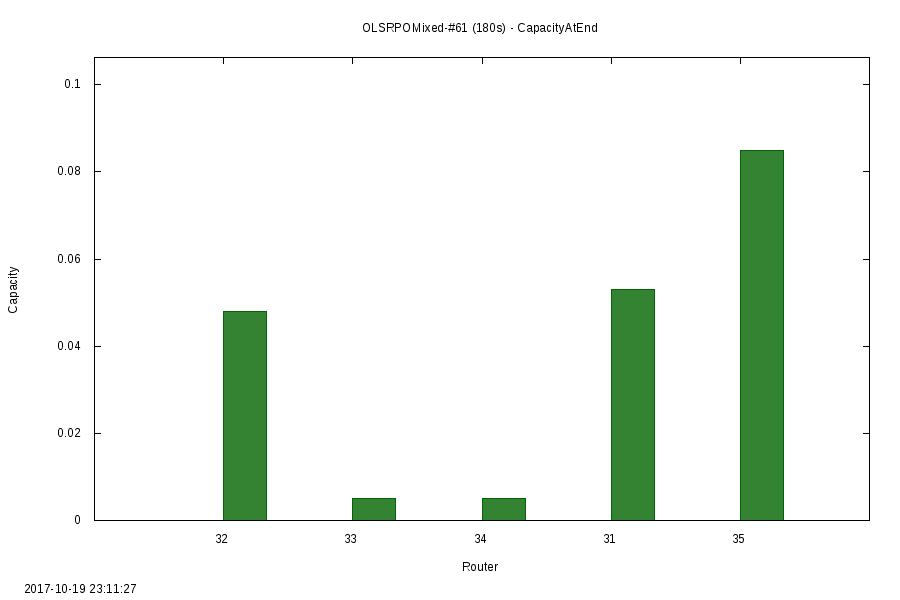 OLSRPOMixed-#61 (180s) - CapacityAtEnd
0.1
0.08
0.06
0.04
0.02
0
Capacity
32 33 34 31 35
Router
2017-10-19 23:11:27